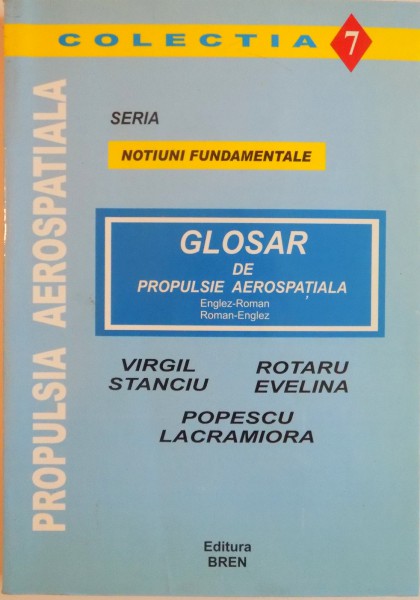 COLECTIA 7
PROPULSIA AEROSPATIALA
SERIA
NOTIUNI FUNDAMENTALE
GLOSAR
DE
PROPULSIE AEROSPAȚIALA
Englez-Roman
Roman-Englez
VIRGIL ROTARU
STANCIU EVELINA
POPESCU
LACRAMIORA
Editura
BREN